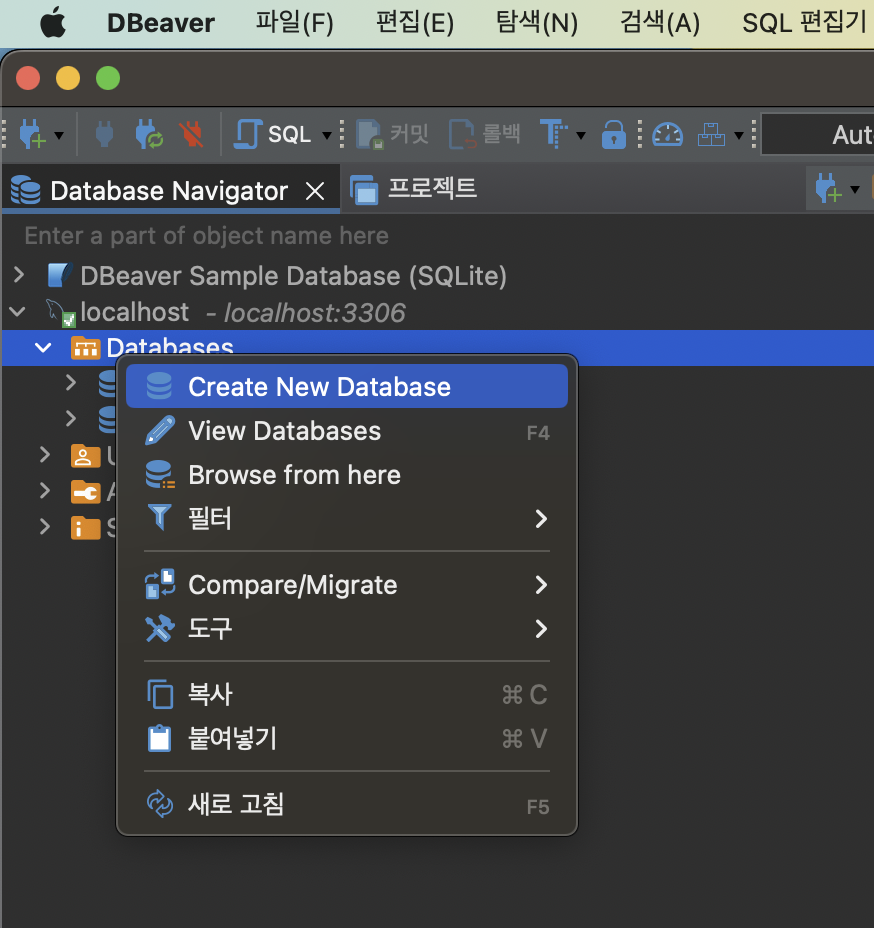 DBeaver 파일(F) 편집(E) 탐색(N) 검색(A) SQL 편집기
SQL 커밋 롤백 T Aut
Database Navigator 프로젝트
Enter a part of object name here
DBeaver Sample Database (SQLite)
localhost - localhost:3306
Databases
Create New Database
View Databases F4
Browse from here
필터
Compare/Migrate
도구
복사 ⌘ C
붙여넣기 ⌘ V
새로 고침 F5